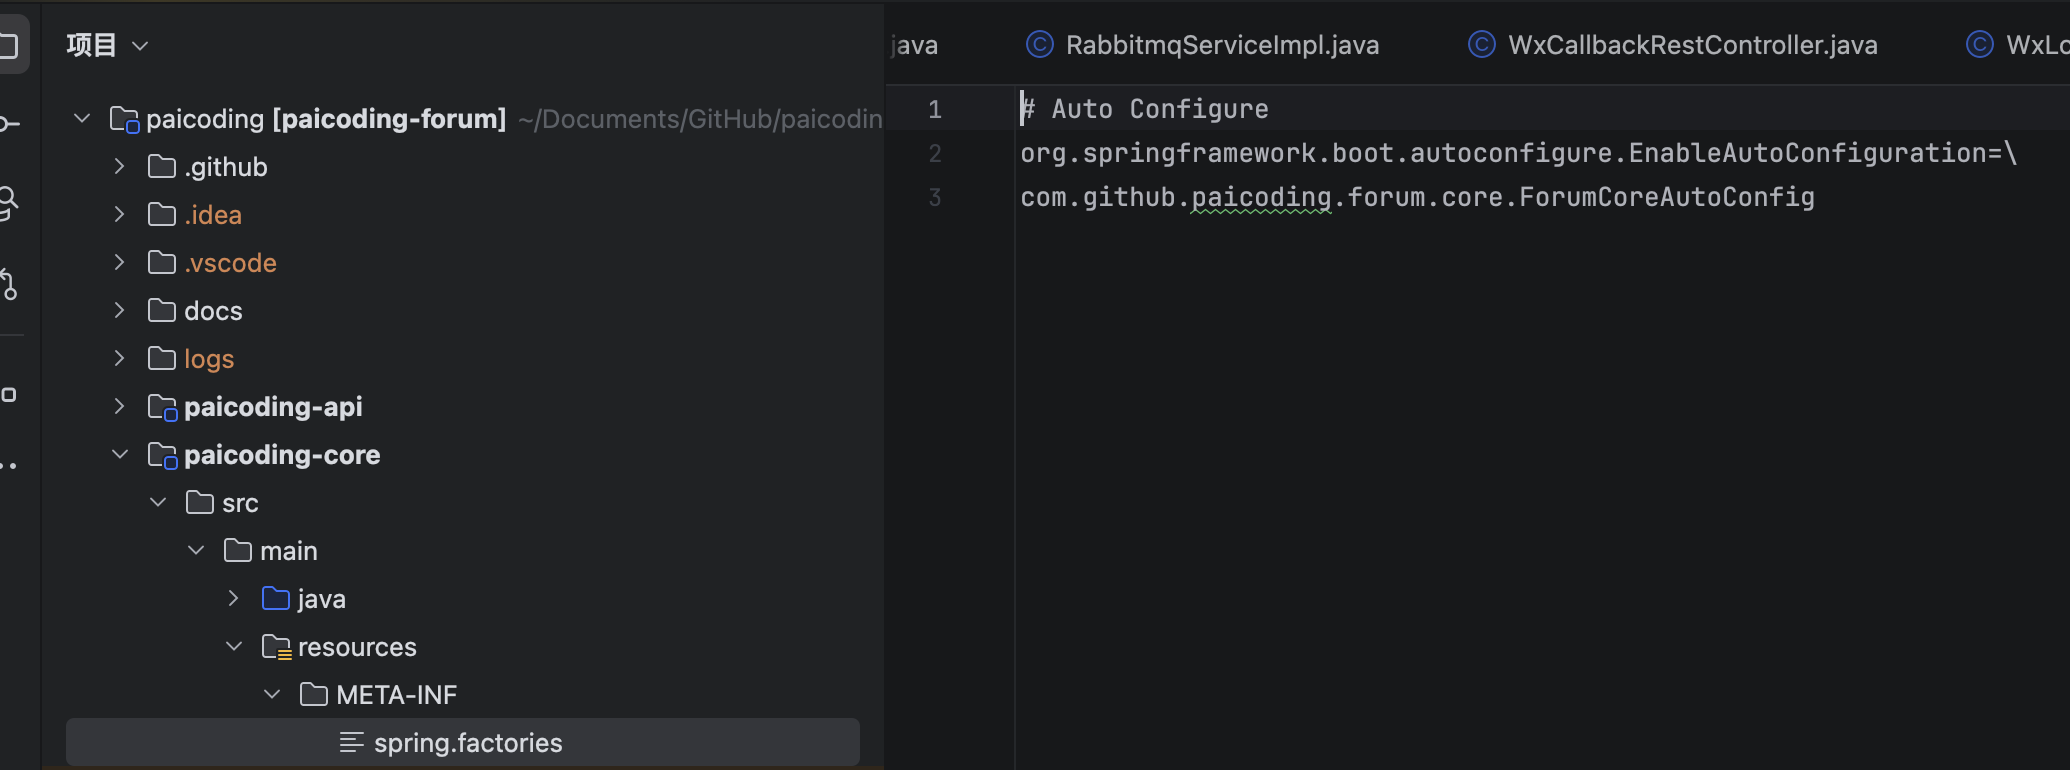 项目
paicoding [paicoding-forum] ~/Documents/GitHub/paicodin
.github
.idea
.vscode
docs
logs
paicoding-api
paicoding-core
src
main
java
resources
META-INF
spring.factories
java
RabbitmqServiceImpl.java
WxCallbackRestController.java
WxLo
1 # Auto Configure
2 org.springframework.boot.autoconfigure.EnableAutoConfiguration=\
3 com.github.paicoding.forum.core.ForumCoreAutoConfig